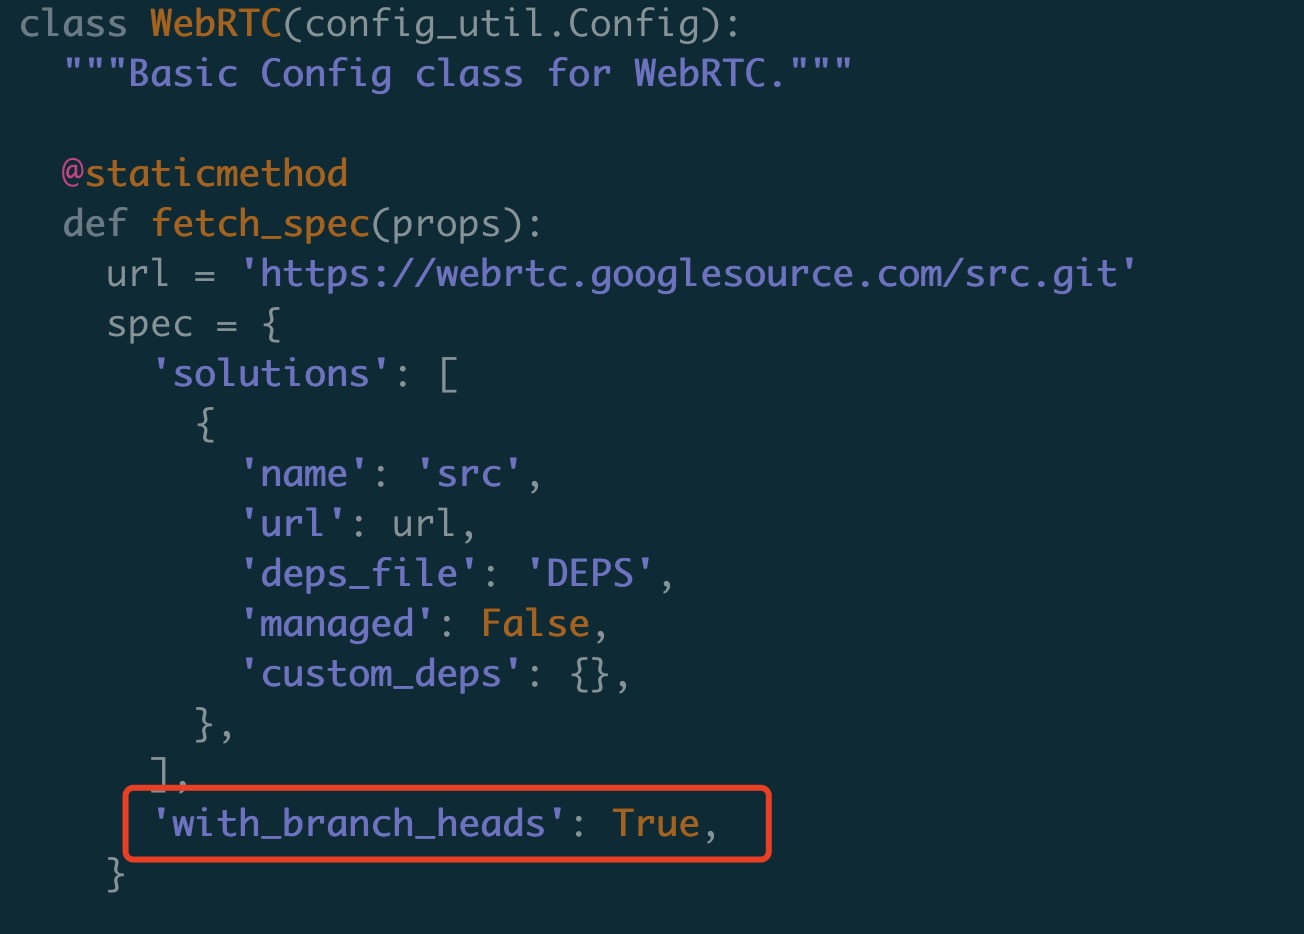 class WebRTC(config_util.Config):
"""Basic Config class for WebRTC."""
@staticmethod
def fetch_spec(props):
url = 'https://webrtc.googlesource.com/src.git'
spec = {
'solutions': [
{
'name': 'src',
'url': url,
'deps_file': 'DEPS',
'managed': False,
'custom_deps': {},
},
],
'with_branch_heads': True,
}